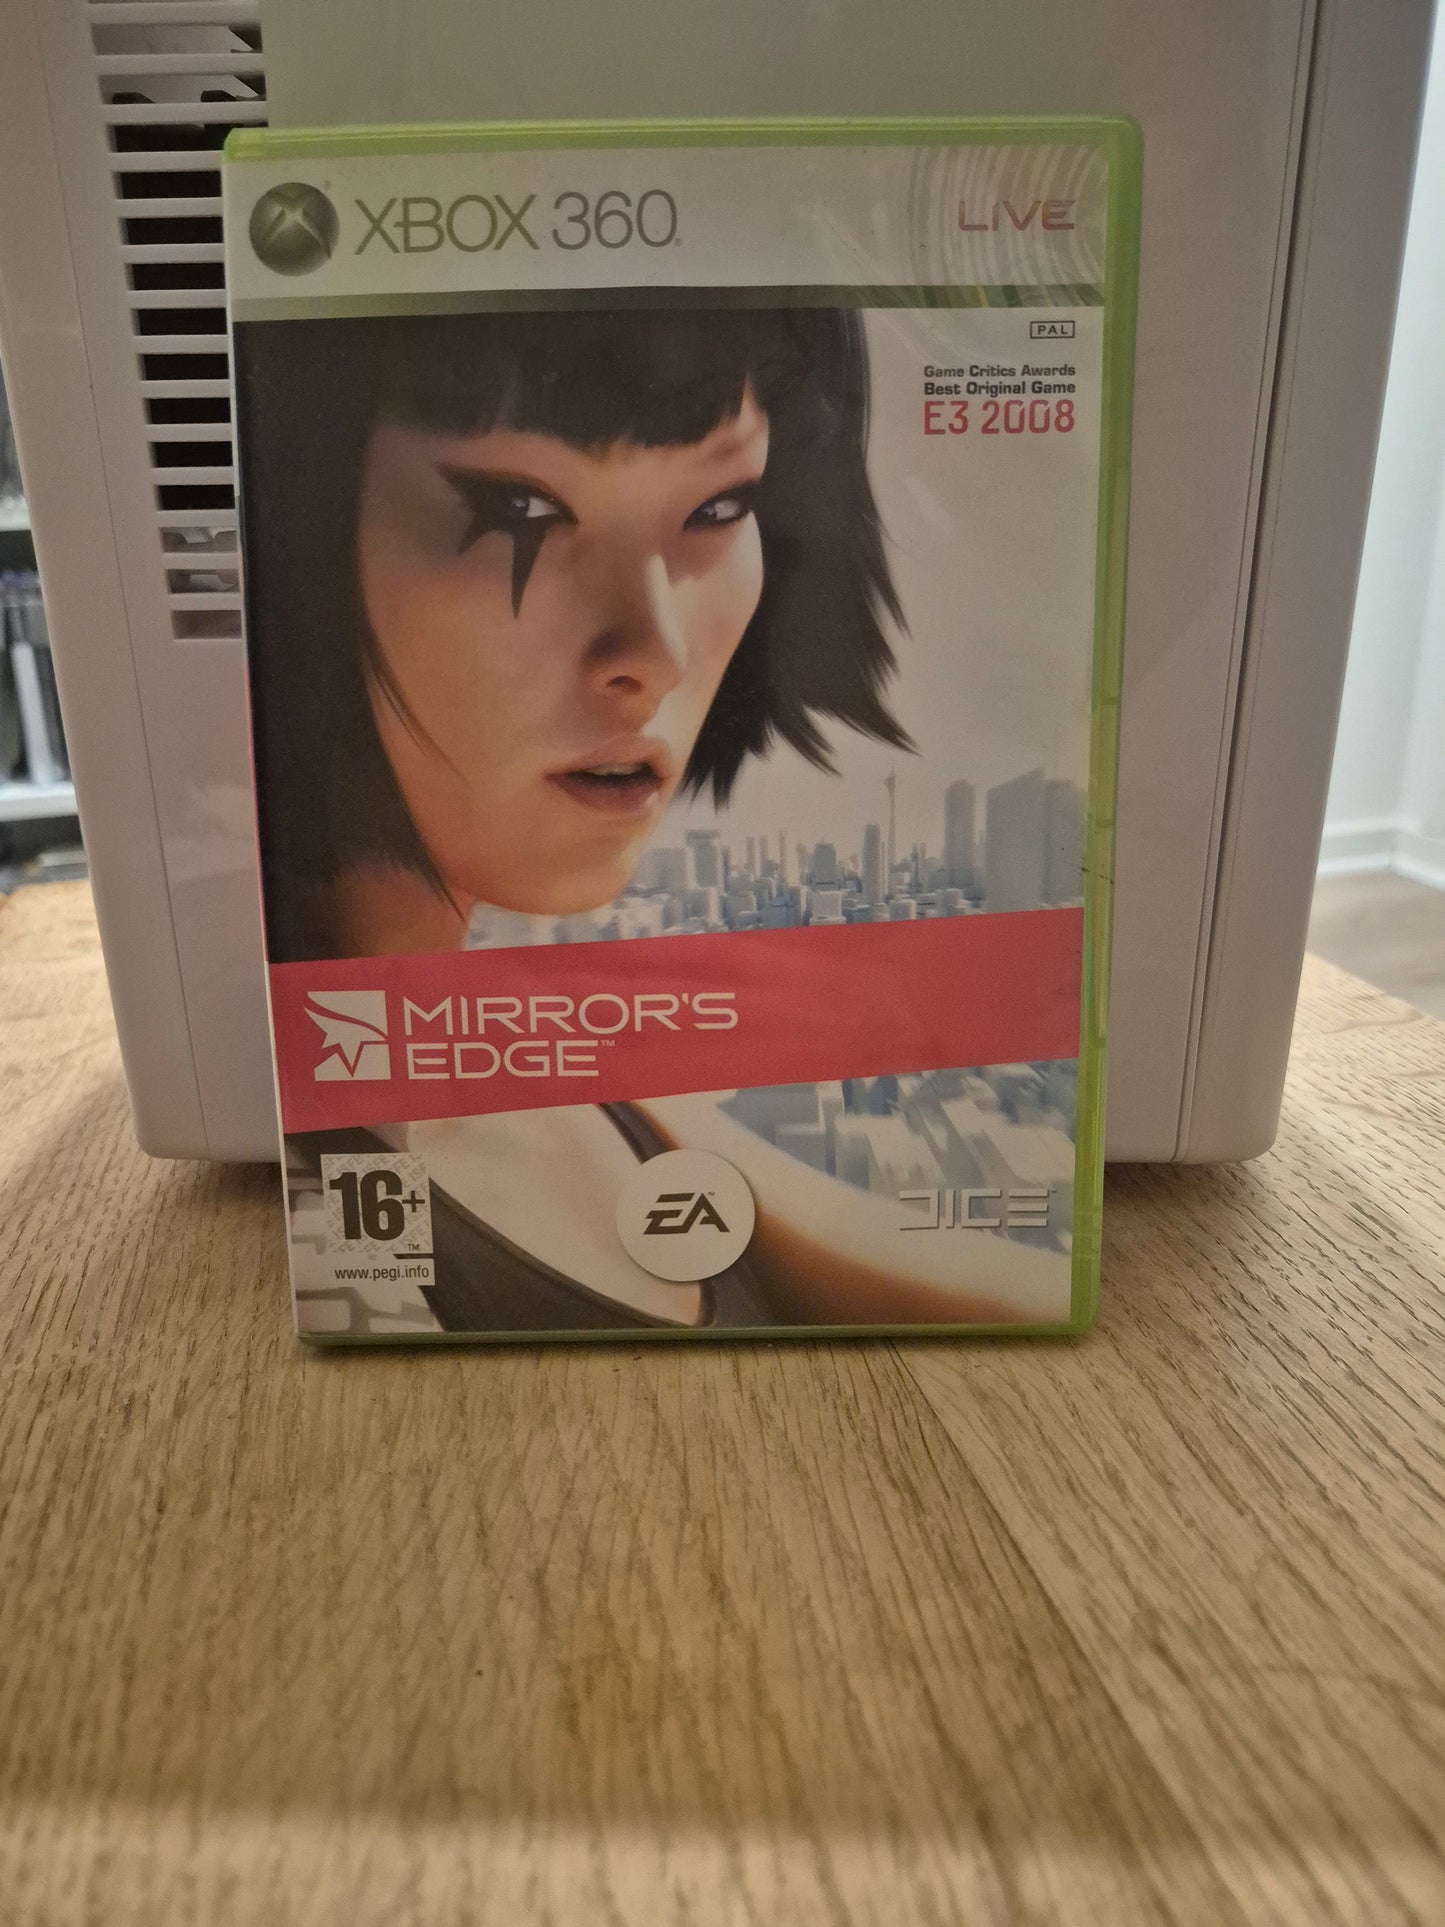 XBOX 360
LIVE
PAL
Game Critics Awards
Best Original Game
E3 2008
MIRROR'S
EDGE™
16+
™
www.pegi.info
EA
DICE